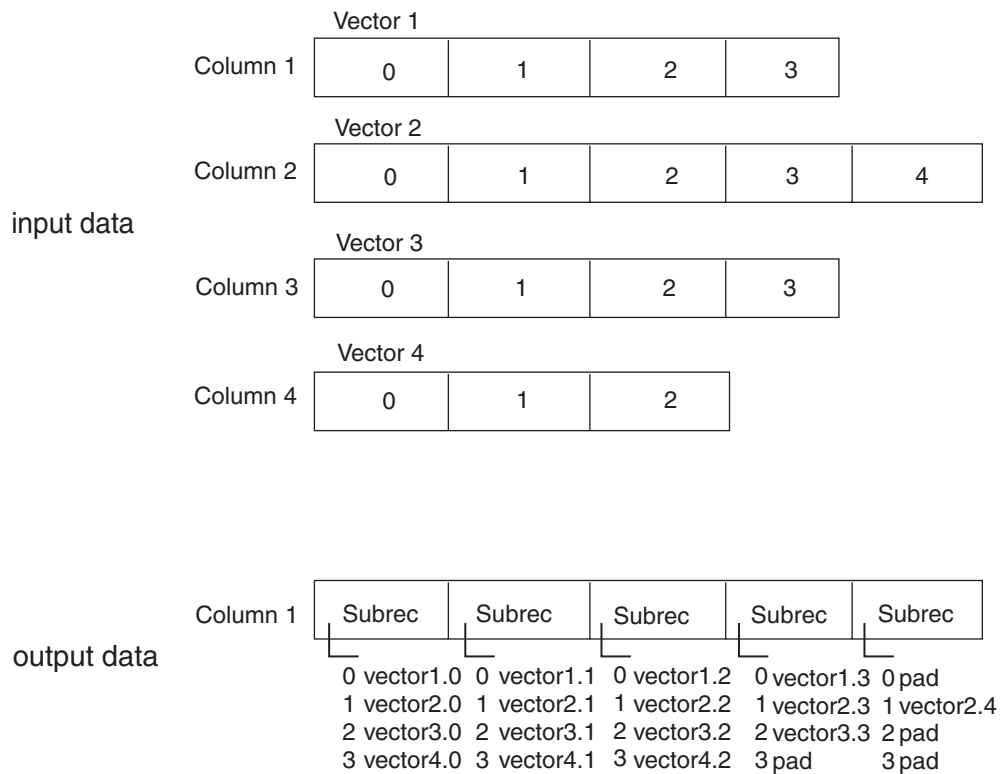 Vector 1
Column 1 0 1 2 3
Vector 2
Column 2 0 1 2 3 4
input data
Vector 3
Column 3 0 1 2 3
Vector 4
Column 4 0 1 2
Column 1 Subrec Subrec Subrec Subrec Subrec
output data
0 vector1.0 0 vector1.1 0 vector1.2 0 vector1.3 0 pad
1 vector2.0 1 vector2.1 1 vector2.2 1 vector2.3 1 vector2.4
2 vector3.0 2 vector3.1 2 vector3.2 2 vector3.3 2 pad
3 vector4.0 3 vector4.1 3 vector4.2 3 pad 3 pad